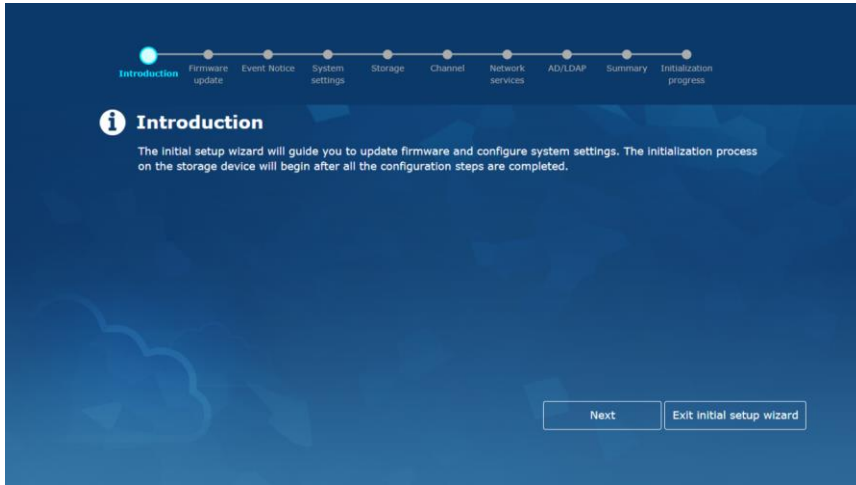 Introduction
Firmware update
Event Notice
System settings
Storage
Channel
Network services
AD/LDAP
Summary
Initialization progress
Introduction
The initial setup wizard will guide you to update firmware and configure system settings. The initialization process
on the storage device will begin after all the configuration steps are completed.
Next
Exit initial setup wizard